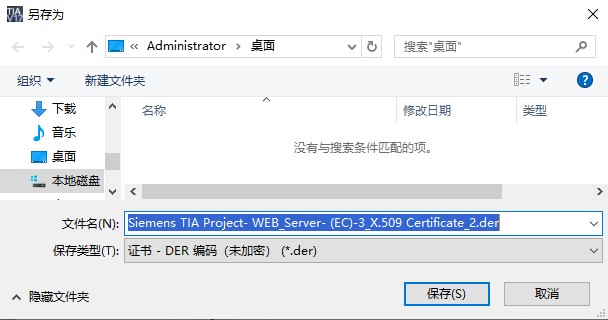 TIA V17 另存为
« Administrator > 桌面
搜索"桌面"
组织 新建文件夹
下载
音乐
桌面
本地磁盘
名称 修改日期 类型
没有与搜索条件匹配的项。
文件名(N): Siemens TIA Project- WEB_Server- (EC)-3_X.509 Certificate_2.der
保存类型(T): 证书 - DER 编码（未加密） (*.der)
隐藏文件夹 保存(S) 取消